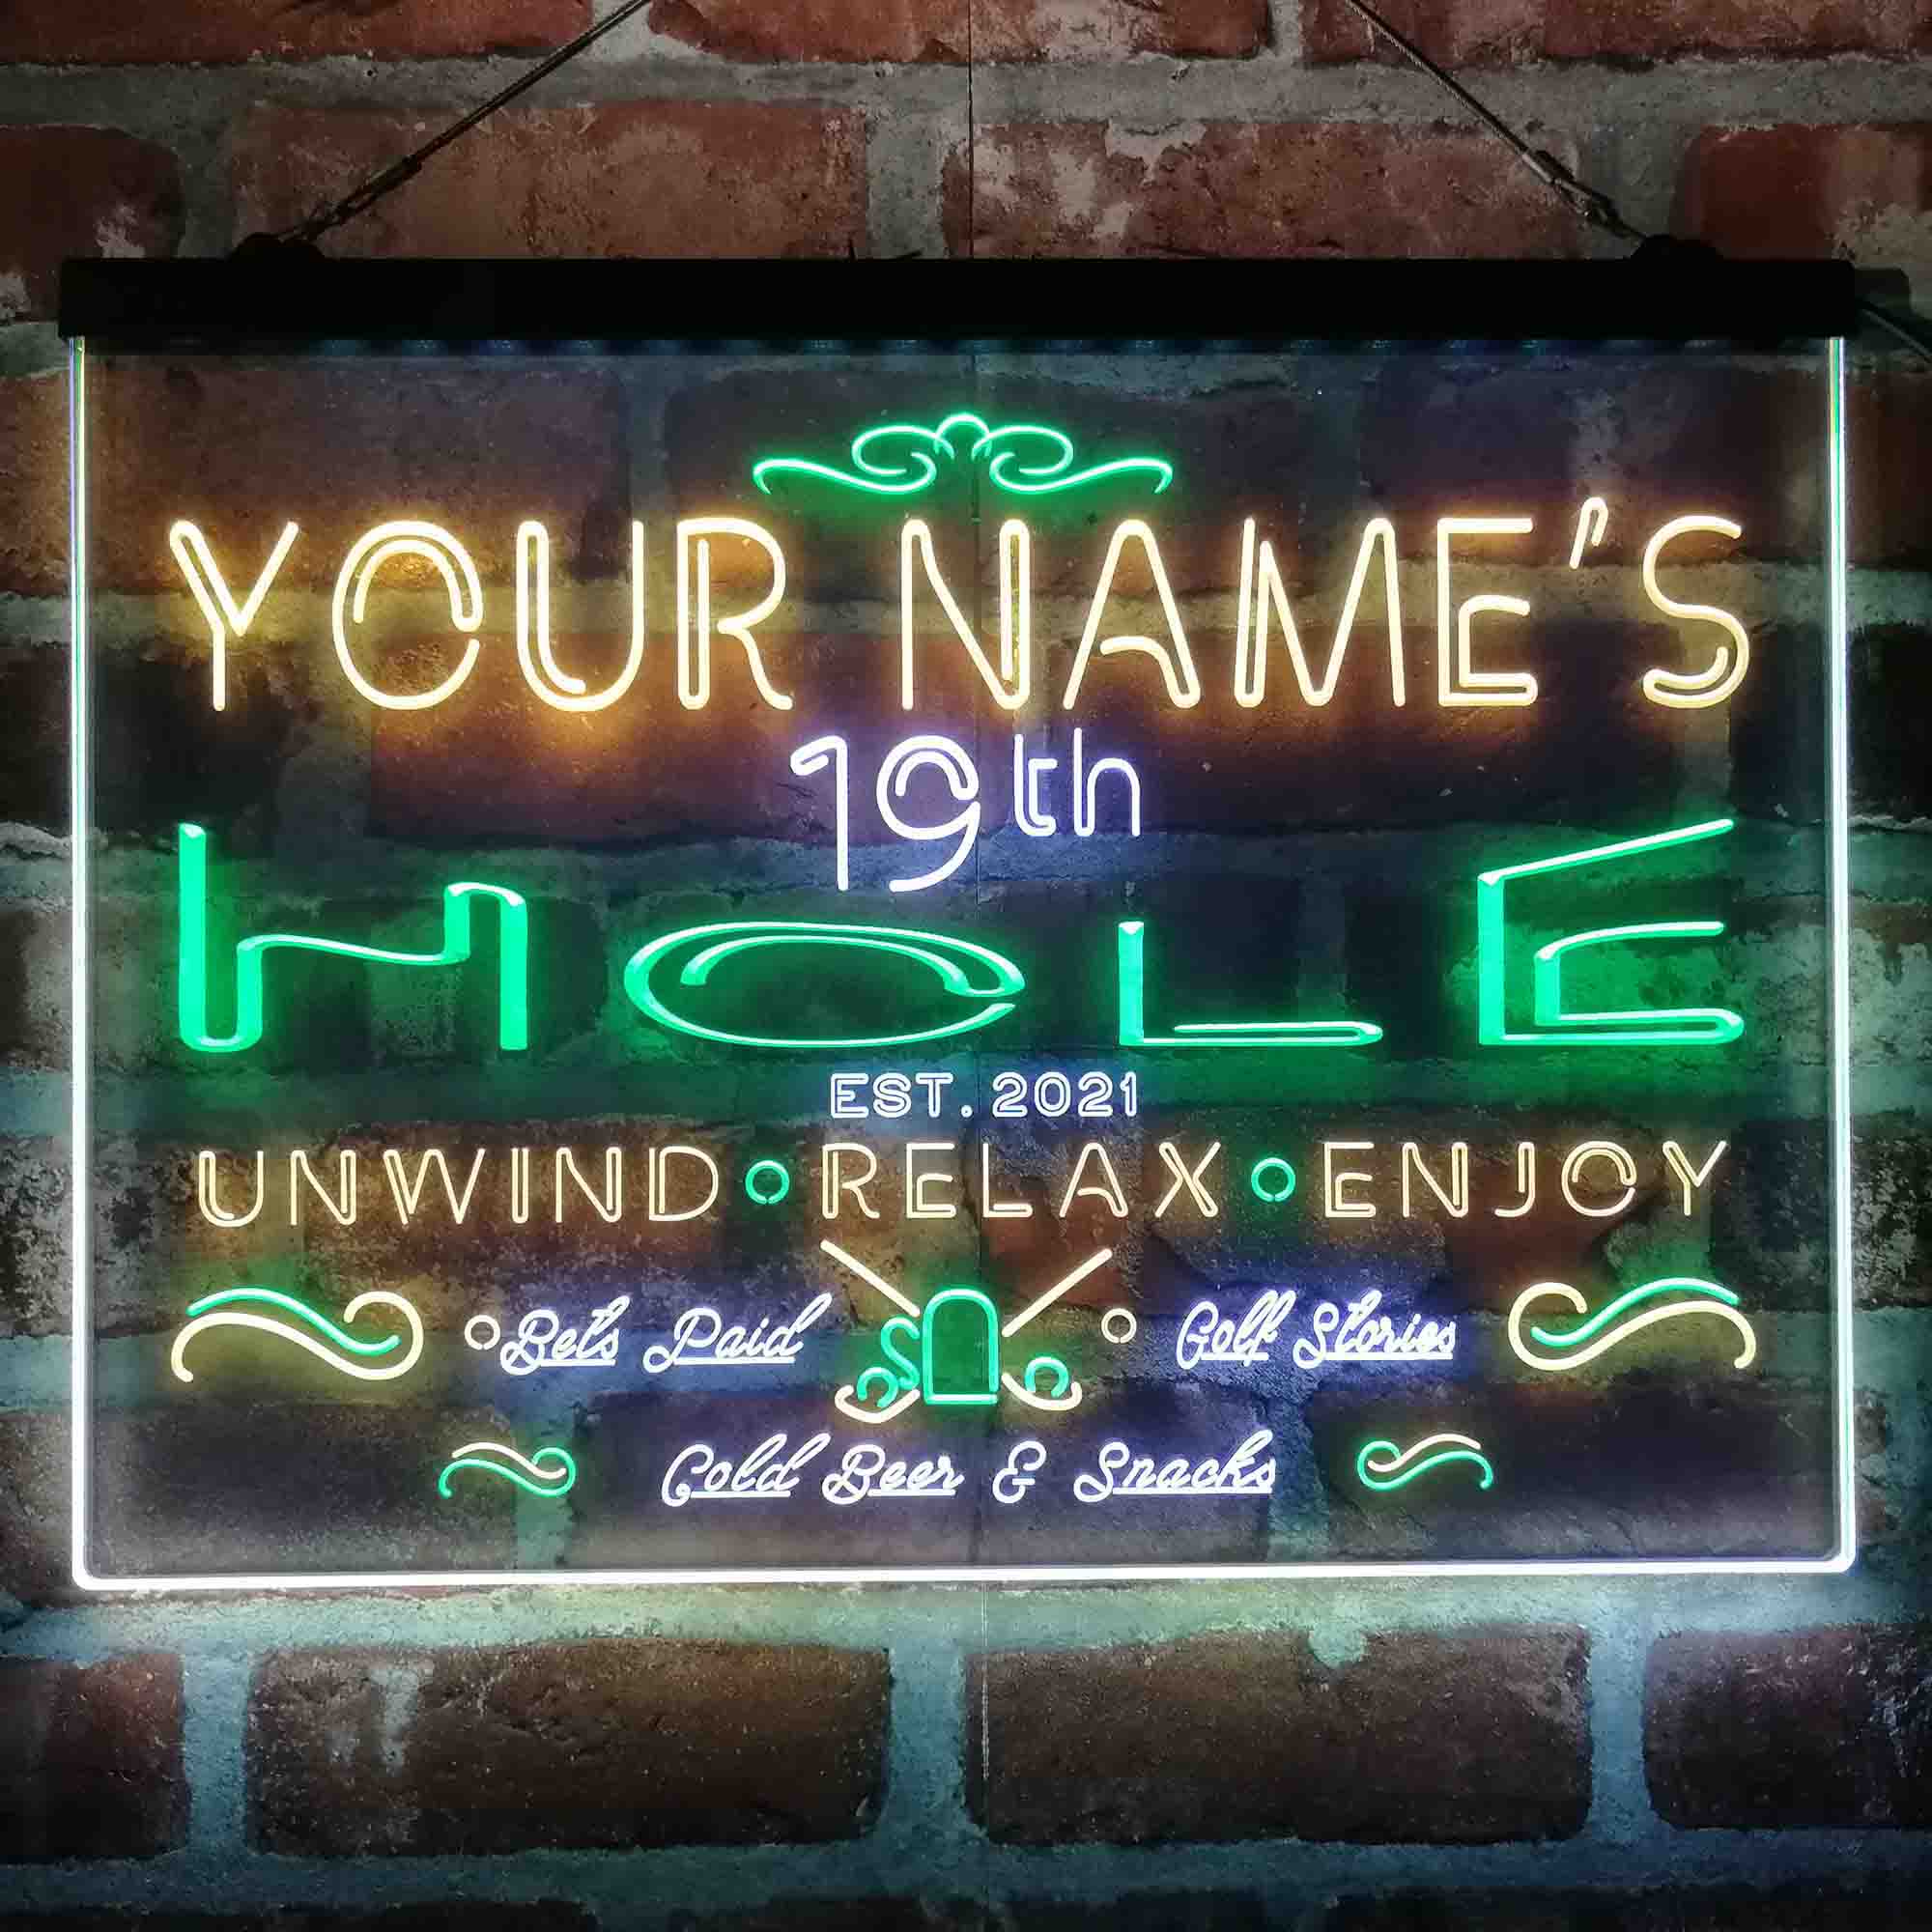 YOUR NAME'S
19th
HOLE
EST. 2021
UNWIND • RELAX • ENJOY
Bets Paid
Golf Stories
Cold Beer & Snacks